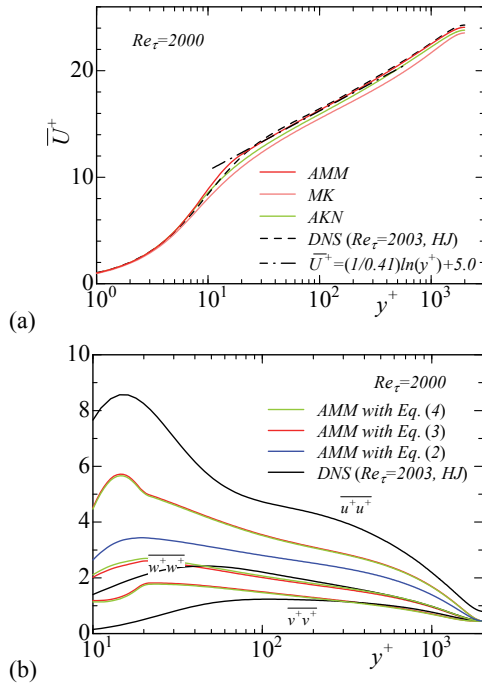 (a)
Re_τ=2000
U̅⁺
20
10
0
AMM
MK
AKN
DNS (Re_τ=2003, HJ)
U̅⁺=(1/0.41)ln(y⁺)+5.0
10⁰ 10¹ 10² 10³
y⁺
(b)
10
8
6
4
2
0
Re_τ=2000
AMM with Eq. (4)
AMM with Eq. (3)
AMM with Eq. (2)
DNS (Re_τ=2003, HJ)
u⁺u⁺
w⁺w⁺
v⁺v⁺
10¹ 10² 10³
y⁺